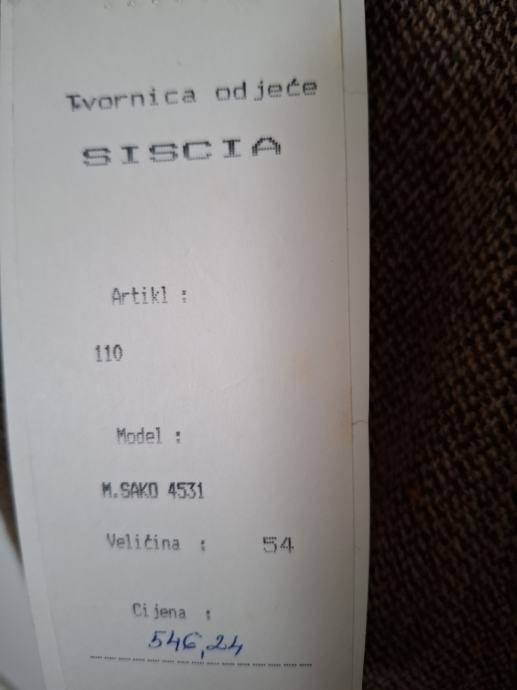 Tvornica odjeće
SISCIA
Artikl :
110
Model :
M.SAKO 4531
Veličina : 54
Cijena :
546,24